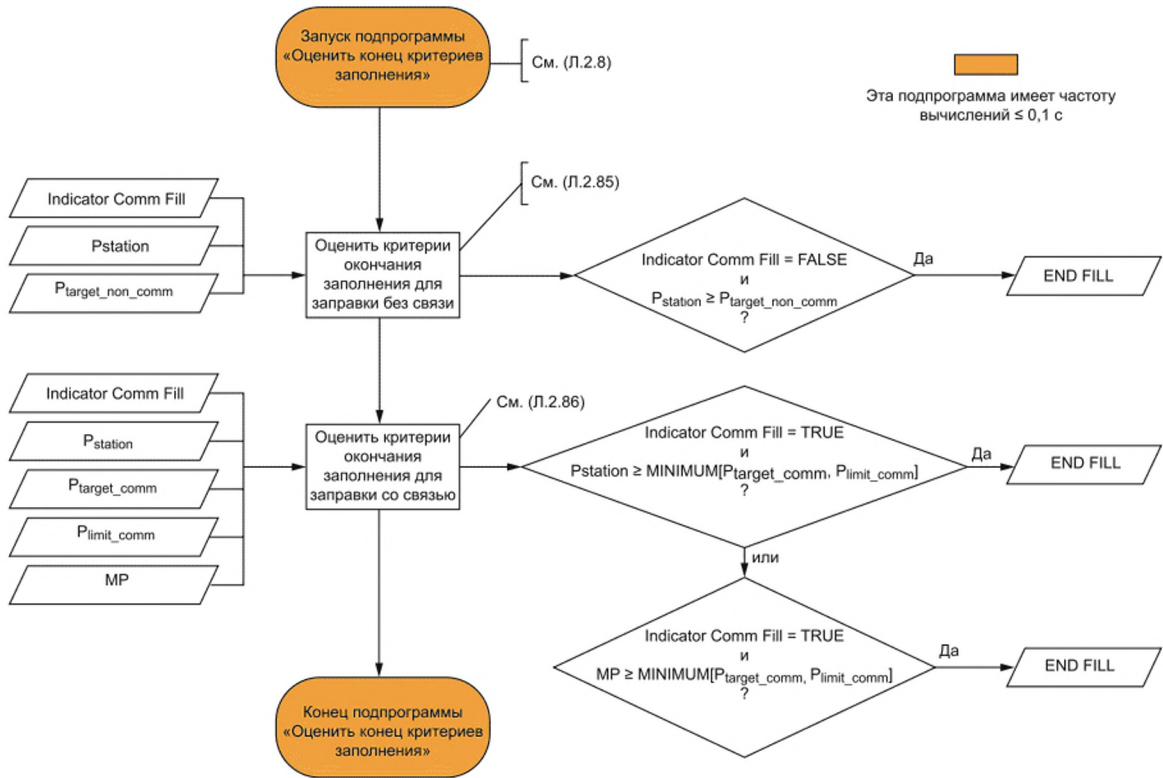 Запуск подпрограммы
«Оценить конец критериев
заполнения»
См. (Л.2.8)
Эта подпрограмма имеет частоту
вычислений ≤ 0,1 с
См. (Л.2.85)
Indicator Comm Fill
Pstation
Ptarget_non_comm
Оценить критерии
окончания
заполнения для
заправки без связи
Indicator Comm Fill = FALSE
и
Pstation ≥ Ptarget_non_comm
?
Да
END FILL
См. (Л.2.86)
Indicator Comm Fill
Pstation
Ptarget_comm
Plimit_comm
MP
Оценить критерии
окончания
заполнения для
заправки со связью
Indicator Comm Fill = TRUE
и
Pstation ≥ MINIMUM[Ptarget_comm, Plimit_comm]
?
Да
END FILL
или
Indicator Comm Fill = TRUE
и
MP ≥ MINIMUM[Ptarget_comm, Plimit_comm]
?
Да
END FILL
Конец подпрограммы
«Оценить конец критериев
заполнения»